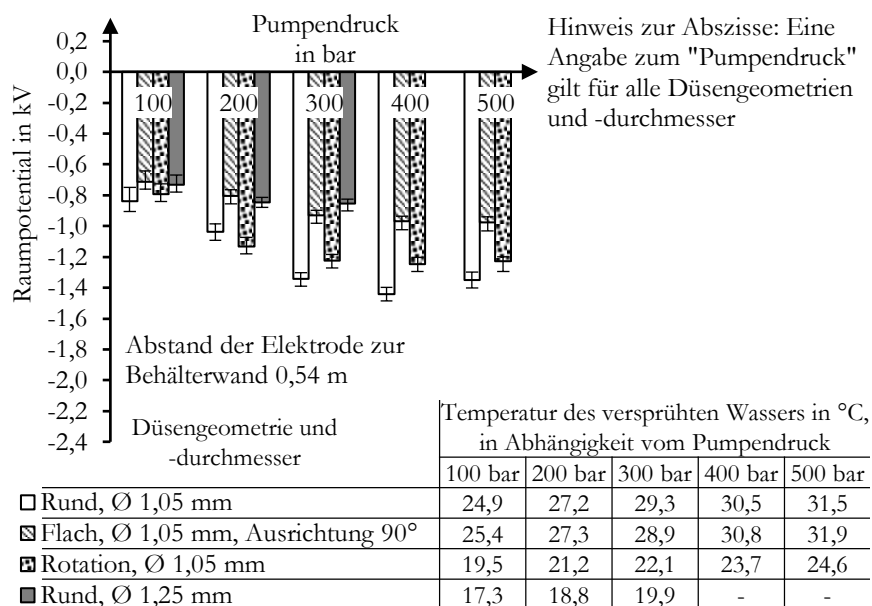 Pumpendruck
in bar
Hinweis zur Abszisse: Eine
Angabe zum "Pumpendruck"
gilt für alle Düsengeometrien
und -durchmesser
Raumpotential in kV
0,2
0,0
-0,2
-0,4
-0,6
-0,8
-1,0
-1,2
-1,4
-1,6
-1,8
-2,0
-2,2
-2,4
100 200 300 400 500
Abstand der Elektrode zur
Behälterwand 0,54 m
Düsengeometrie und
-durchmesser
Temperatur des versprühten Wassers in °C,
in Abhängigkeit vom Pumpendruck
100 bar 200 bar 300 bar 400 bar 500 bar
Rund, Ø 1,05 mm 24,9 27,2 29,3 30,5 31,5
Flach, Ø 1,05 mm, Ausrichtung 90° 25,4 27,3 28,9 30,8 31,9
Rotation, Ø 1,05 mm 19,5 21,2 22,1 23,7 24,6
Rund, Ø 1,25 mm 17,3 18,8 19,9 - -